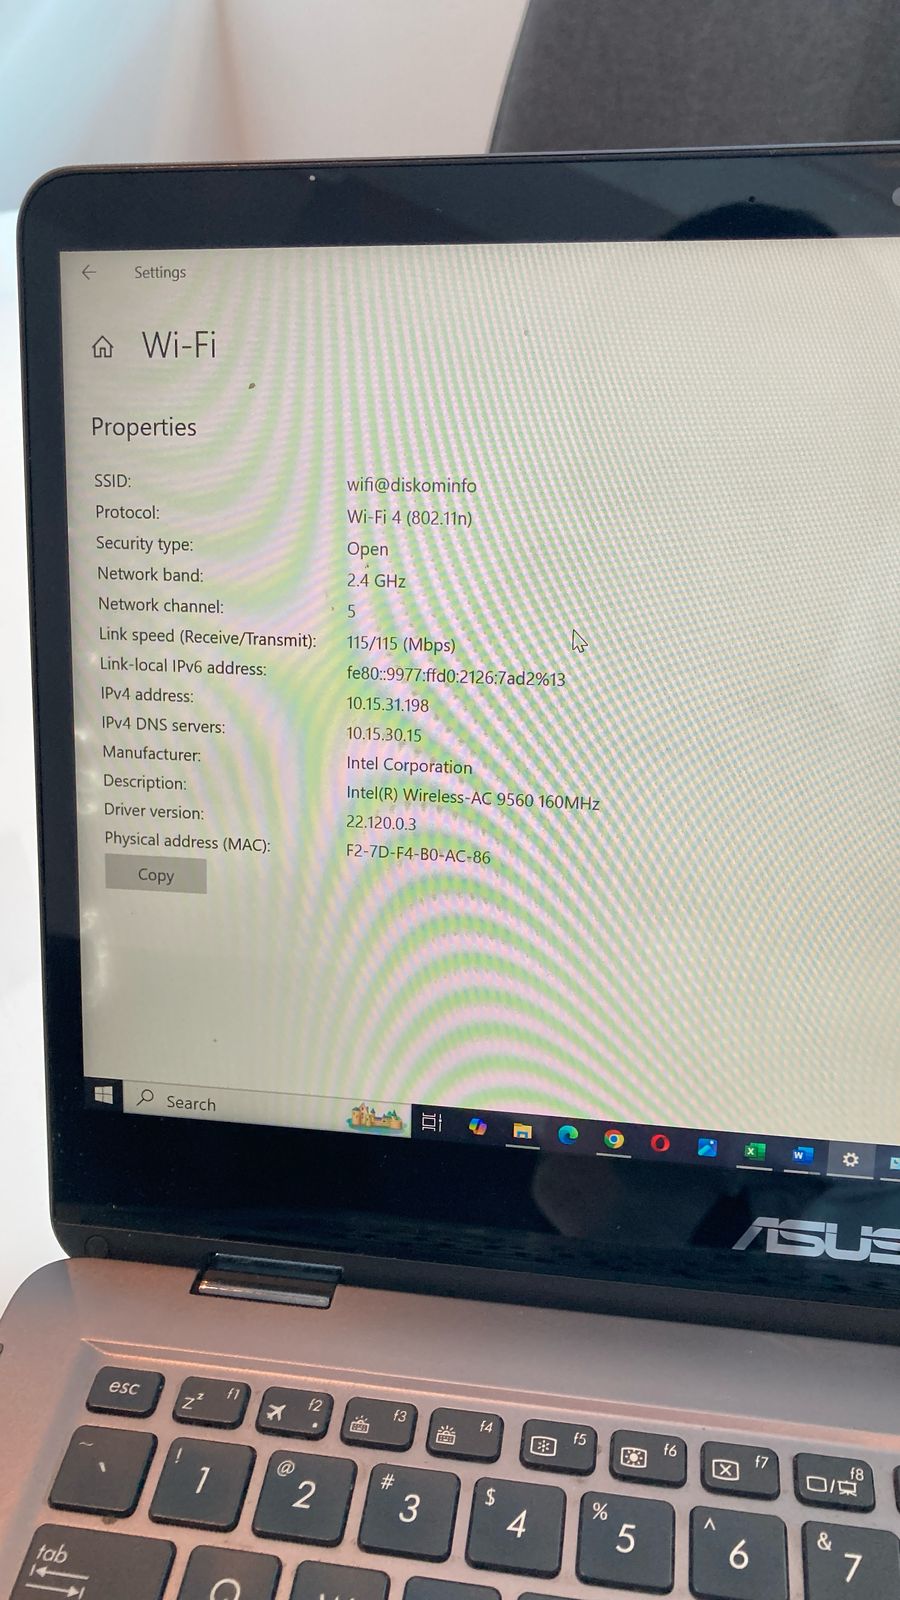 Settings
Wi-Fi
Properties
SSID: wifi@diskominfo
Protocol: Wi-Fi 4 (802.11n)
Security type: Open
Network band: 2.4 GHz
Network channel: 5
Link speed (Receive/Transmit): 115/115 (Mbps)
Link-local IPv6 address: fe80::9977:ffd0:2126:7ad2%13
IPv4 address: 10.15.31.198
IPv4 DNS servers: 10.15.30.15
Manufacturer: Intel Corporation
Description: Intel(R) Wireless-AC 9560 160MHz
Driver version: 22.120.0.3
Physical address (MAC): F2-7D-F4-B0-AC-86
Copy
Search
ASUS
esc f1 f2 f3 f4 f5 f6 f7 f8
~ ! @ # $ % ^ &
` 1 2 3 4 5 6 7
tab